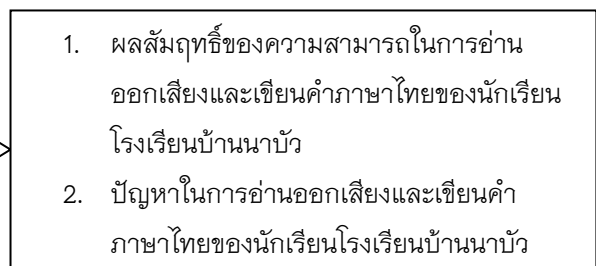 1. ผลสัมฤทธิ์ของความสามารถในการอ่าน
ออกเสียงและเขียนคำภาษาไทยของนักเรียน
โรงเรียนบ้านนาบัว
2. ปัญหาในการอ่านออกเสียงและเขียนคำ
ภาษาไทยของนักเรียนโรงเรียนบ้านนาบัว